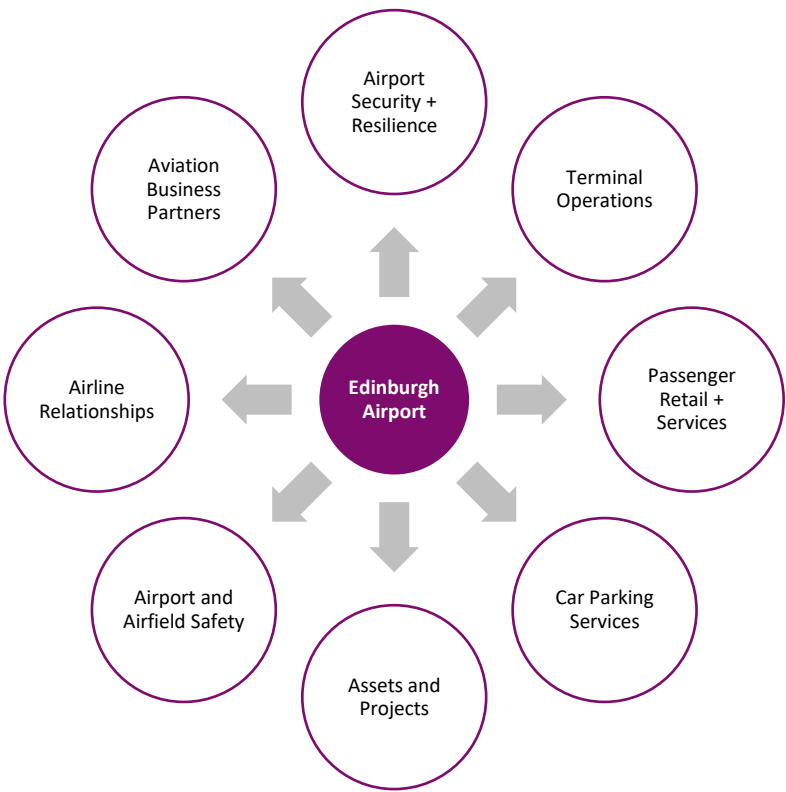 Airport
Security +
Resilience
Terminal
Operations
Passenger
Retail +
Services
Car Parking
Services
Assets and
Projects
Airport and
Airfield Safety
Airline
Relationships
Aviation
Business
Partners
Edinburgh
Airport